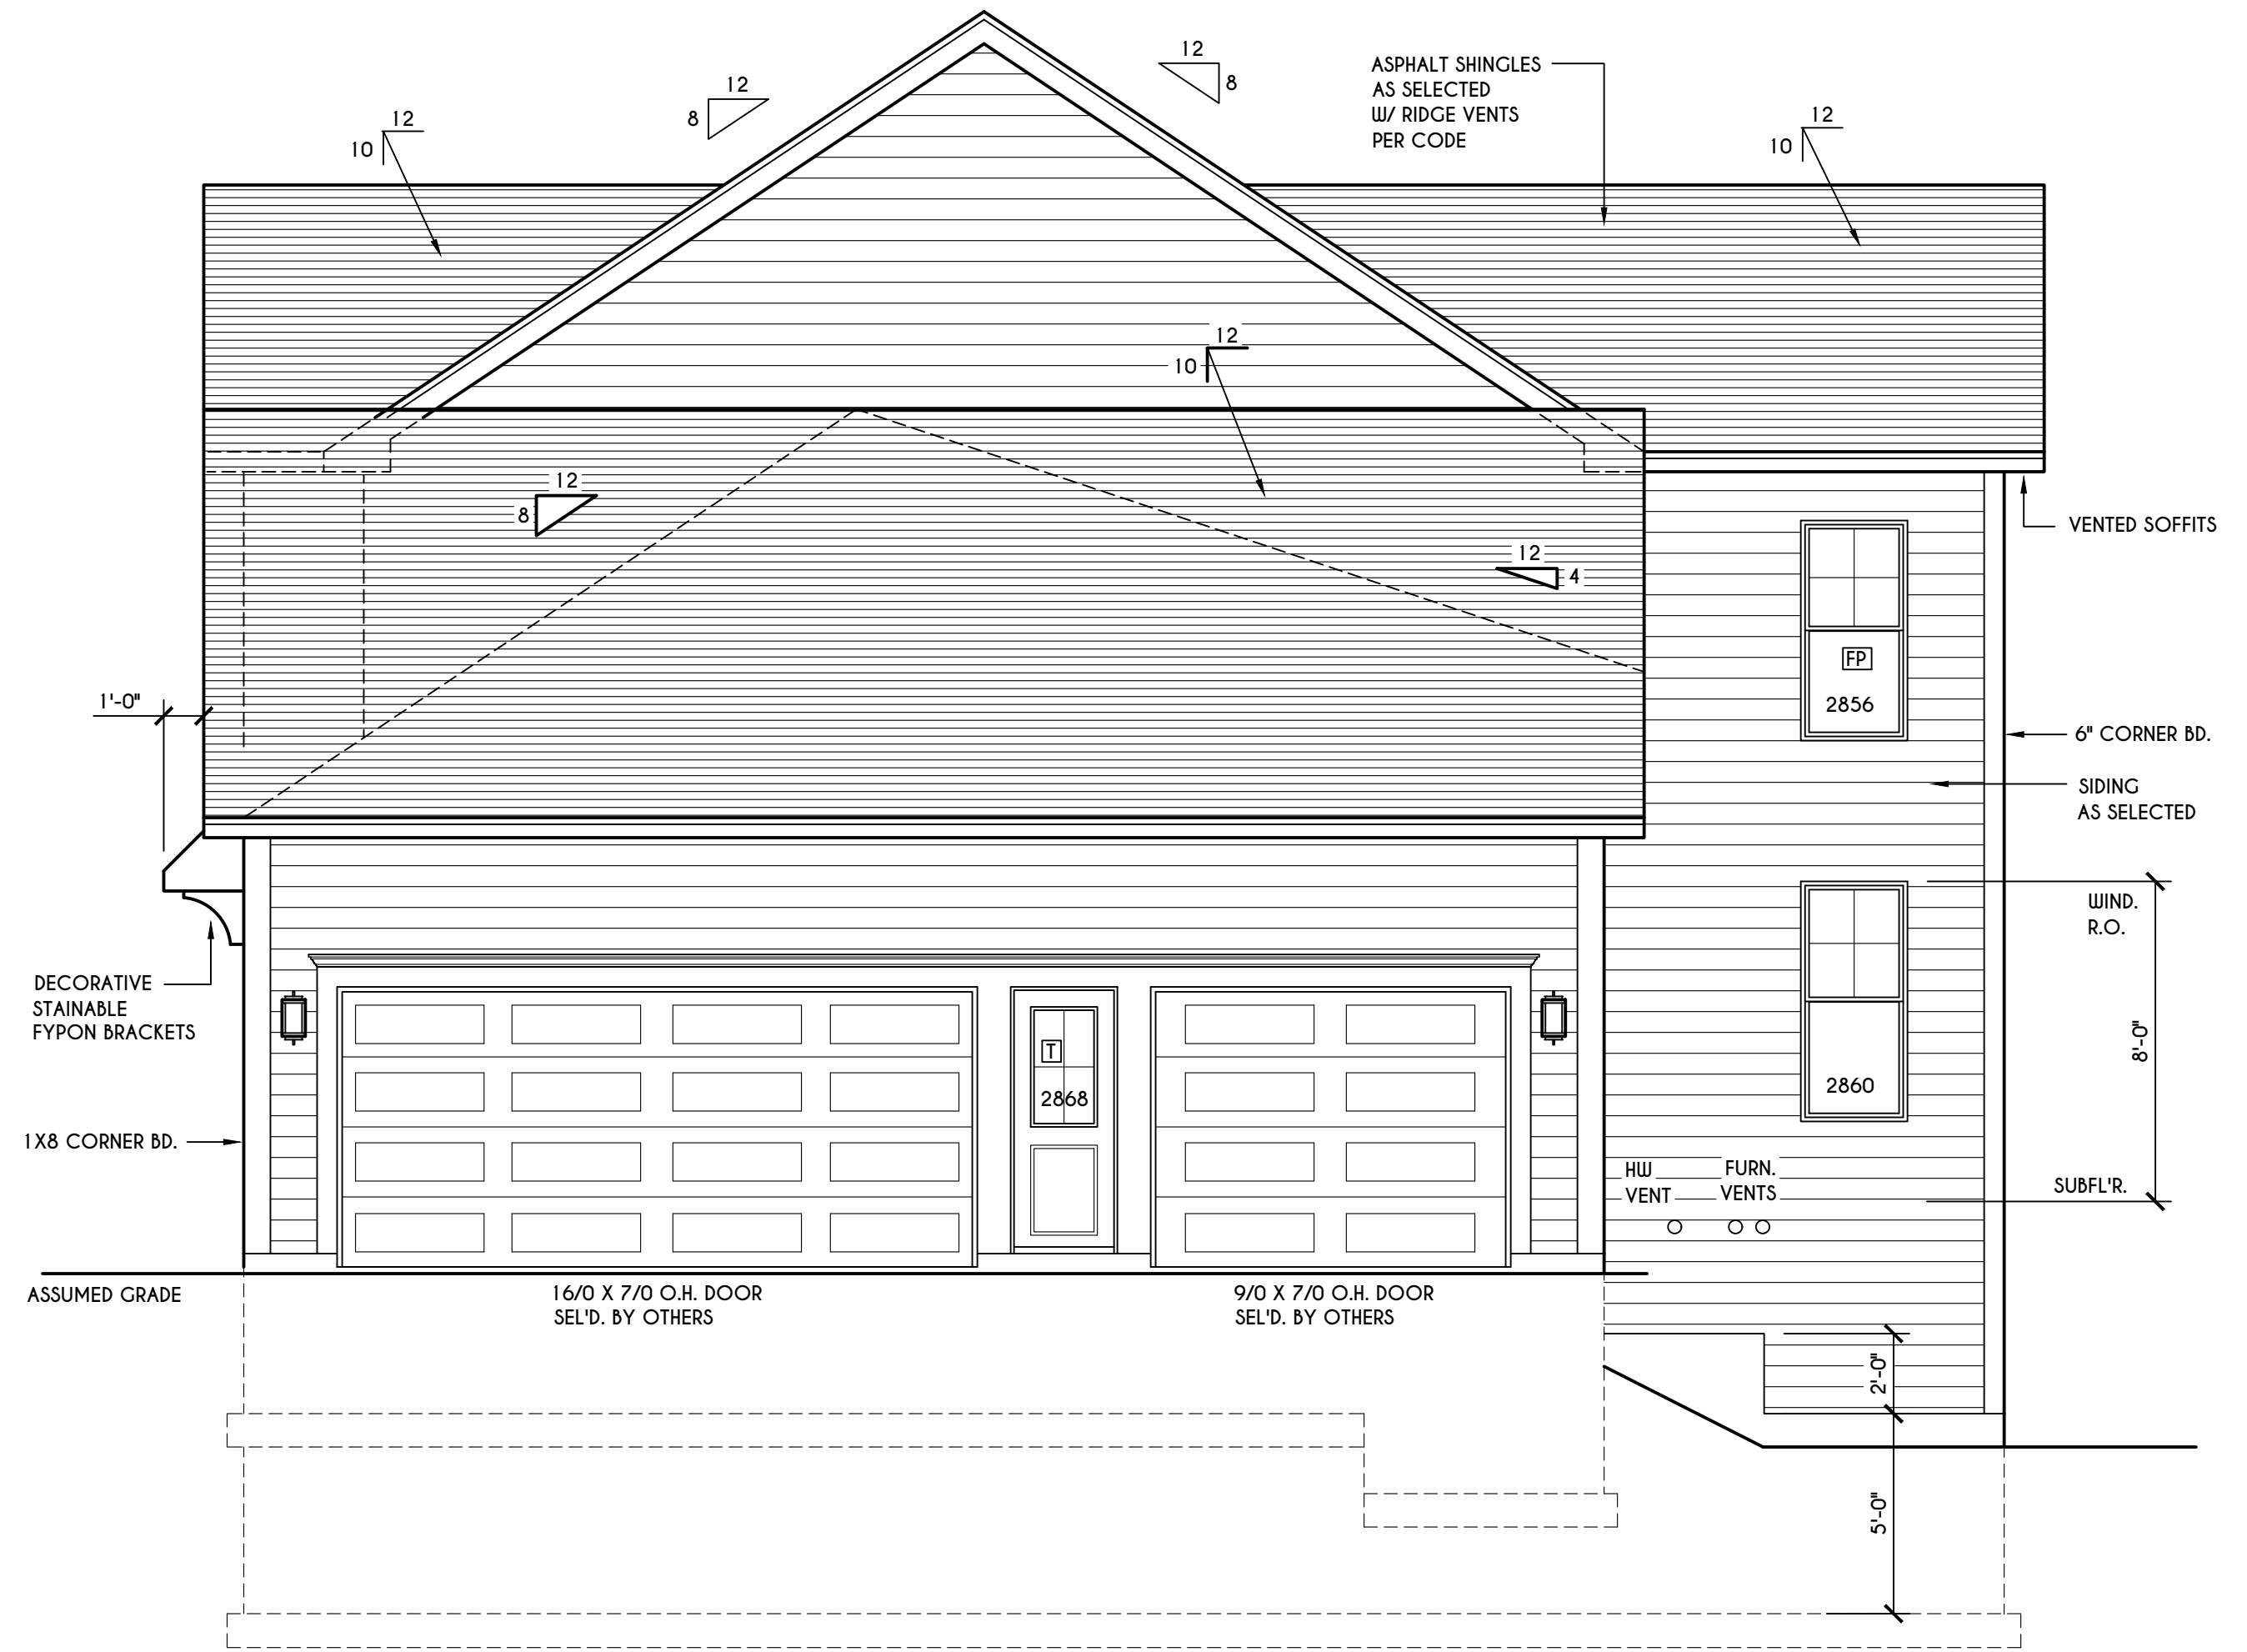 12
8
12
8
ASPHALT SHINGLES
AS SELECTED
W/ RIDGE VENTS
PER CODE
12
10
12
10
12
10
12
8
12
4
VENTED SOFFITS
FP
2856
1'-0"
6" CORNER BD.
SIDING
AS SELECTED
WIND.
R.O.
8'-0"
2860
DECORATIVE
STAINABLE
FYPON BRACKETS
T
2868
1X8 CORNER BD.
HW
VENT
FURN.
VENTS
SUBFL'R.
ASSUMED GRADE
16/0 X 7/0 O.H. DOOR
SEL'D. BY OTHERS
9/0 X 7/0 O.H. DOOR
SEL'D. BY OTHERS
2'-0"
5'-0"